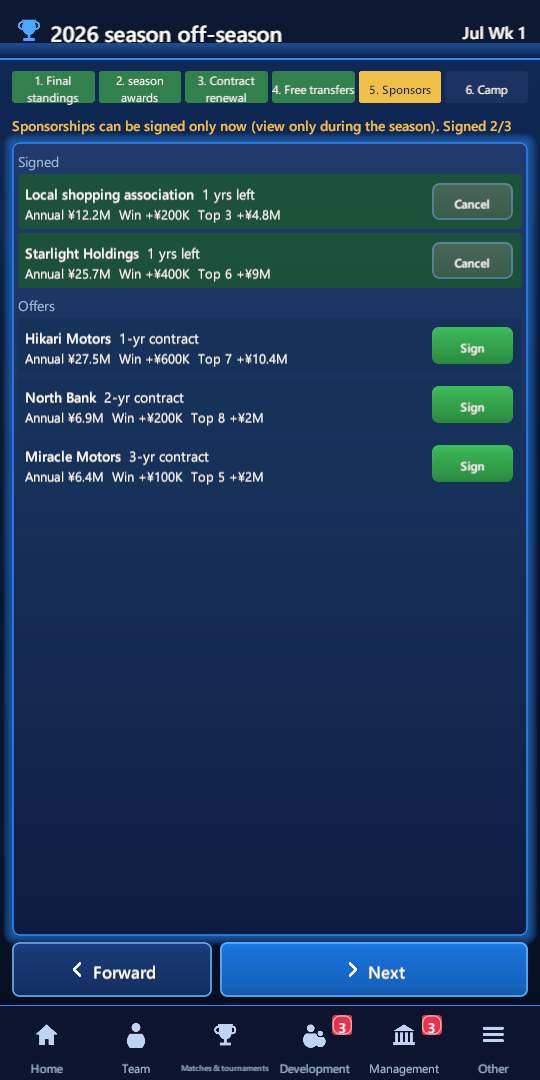 2026 season off-season
Jul Wk 1
1. Final standings
2. season awards
3. Contract renewal
4. Free transfers
5. Sponsors
6. Camp
Sponsorships can be signed only now (view only during the season). Signed 2/3
Signed
Local shopping association 1 yrs left
Annual ¥12.2M Win +¥200K Top 3 +¥4.8M
Cancel
Starlight Holdings 1 yrs left
Annual ¥25.7M Win +¥400K Top 6 +¥9M
Cancel
Offers
Hikari Motors 1-yr contract
Annual ¥27.5M Win +¥600K Top 7 +¥10.4M
Sign
North Bank 2-yr contract
Annual ¥6.9M Win +¥200K Top 8 +¥2M
Sign
Miracle Motors 3-yr contract
Annual ¥6.4M Win +¥100K Top 5 +¥2M
Sign
Forward
Next
Home
Team
Matches & tournaments
3
Development
3
Management
Other